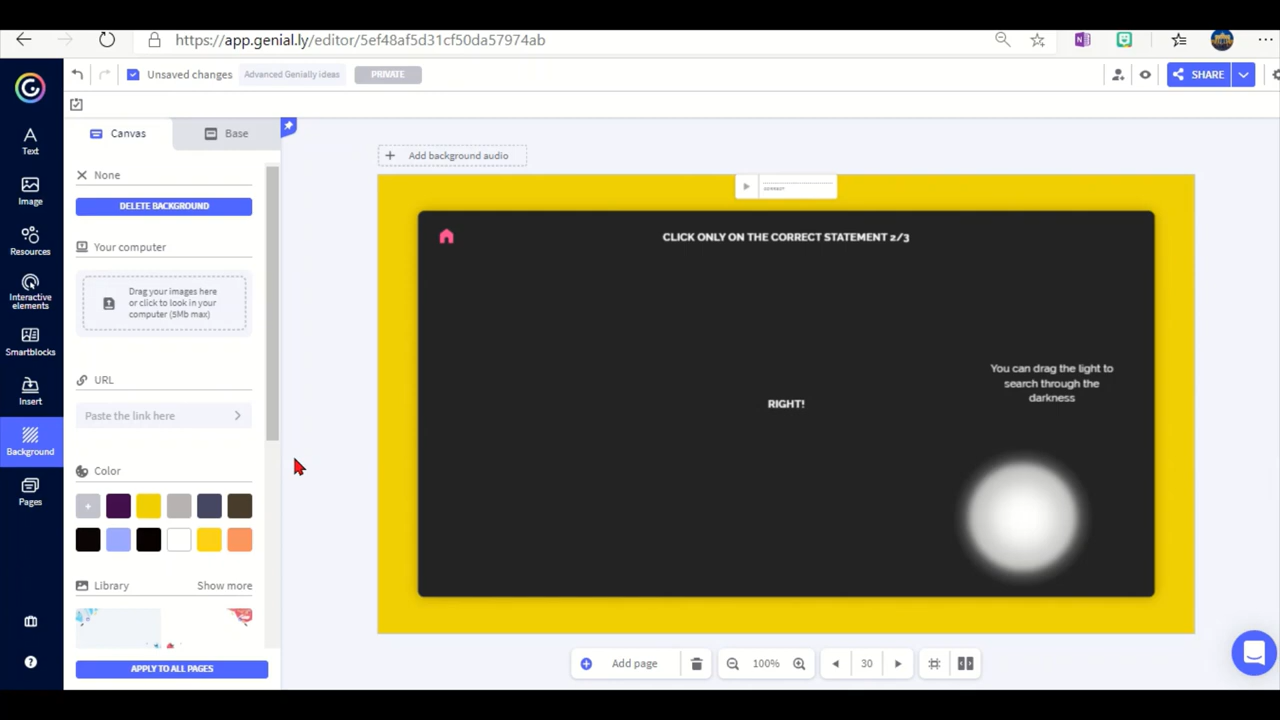 https://app.genial.ly/editor/5ef48af5d31cf50da57974ab
Unsaved changes
Advanced Genially ideas
PRIVATE
SHARE
Text
Image
Resources
Interactive
elements
Smartblocks
Insert
Background
Pages
Canvas
Base
None
DELETE BACKGROUND
Your computer
Drag your images here
or click to look in your
computer (5Mb max)
URL
Paste the link here
Color
Library
Show more
APPLY TO ALL PAGES
Add background audio
CLICK ONLY ON THE CORRECT STATEMENT 2/3
You can drag the light to
search through the
darkness
RIGHT!
Add page
100%
30